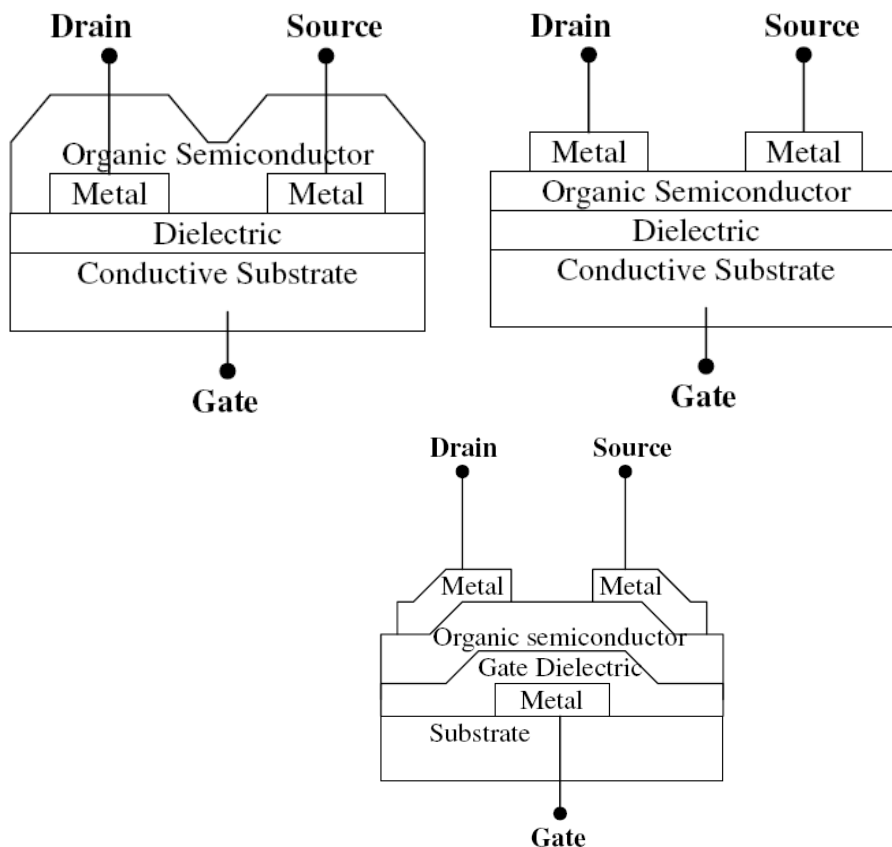 Drain Source
Organic Semiconductor
Metal Metal
Dielectric
Conductive Substrate
Gate
Drain Source
Metal Metal
Organic Semiconductor
Dielectric
Conductive Substrate
Gate
Drain Source
Metal Metal
Organic semiconductor
Gate Dielectric
Metal
Substrate
Gate